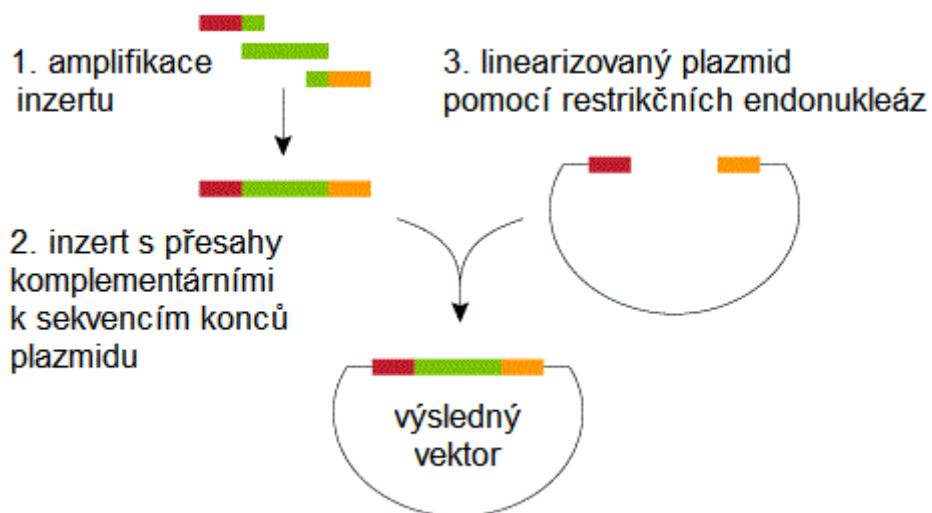 1. amplifikace
inzertu
3. linearizovaný plazmid
pomocí restrikčních endonukleáz
2. inzert s přesahy
komplementárními
k sekvencím konců
plazmidu
výsledný
vektor